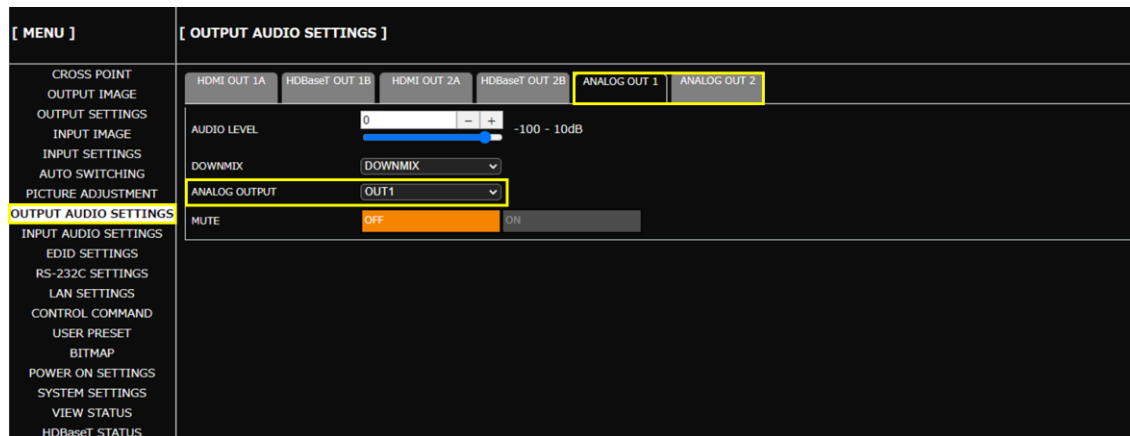 [ MENU ]
[ OUTPUT AUDIO SETTINGS ]
CROSS POINT
OUTPUT IMAGE
OUTPUT SETTINGS
INPUT IMAGE
INPUT SETTINGS
AUTO SWITCHING
PICTURE ADJUSTMENT
OUTPUT AUDIO SETTINGS
INPUT AUDIO SETTINGS
EDID SETTINGS
RS-232C SETTINGS
LAN SETTINGS
CONTROL COMMAND
USER PRESET
BITMAP
POWER ON SETTINGS
SYSTEM SETTINGS
VIEW STATUS
HDBaseT STATUS
HDMI OUT 1A HDBaseT OUT 1B HDMI OUT 2A HDBaseT OUT 2B ANALOG OUT 1 ANALOG OUT 2
AUDIO LEVEL 0 - + -100 - 10dB
DOWNMIX DOWNMIX
ANALOG OUTPUT OUT1
MUTE OFF ON